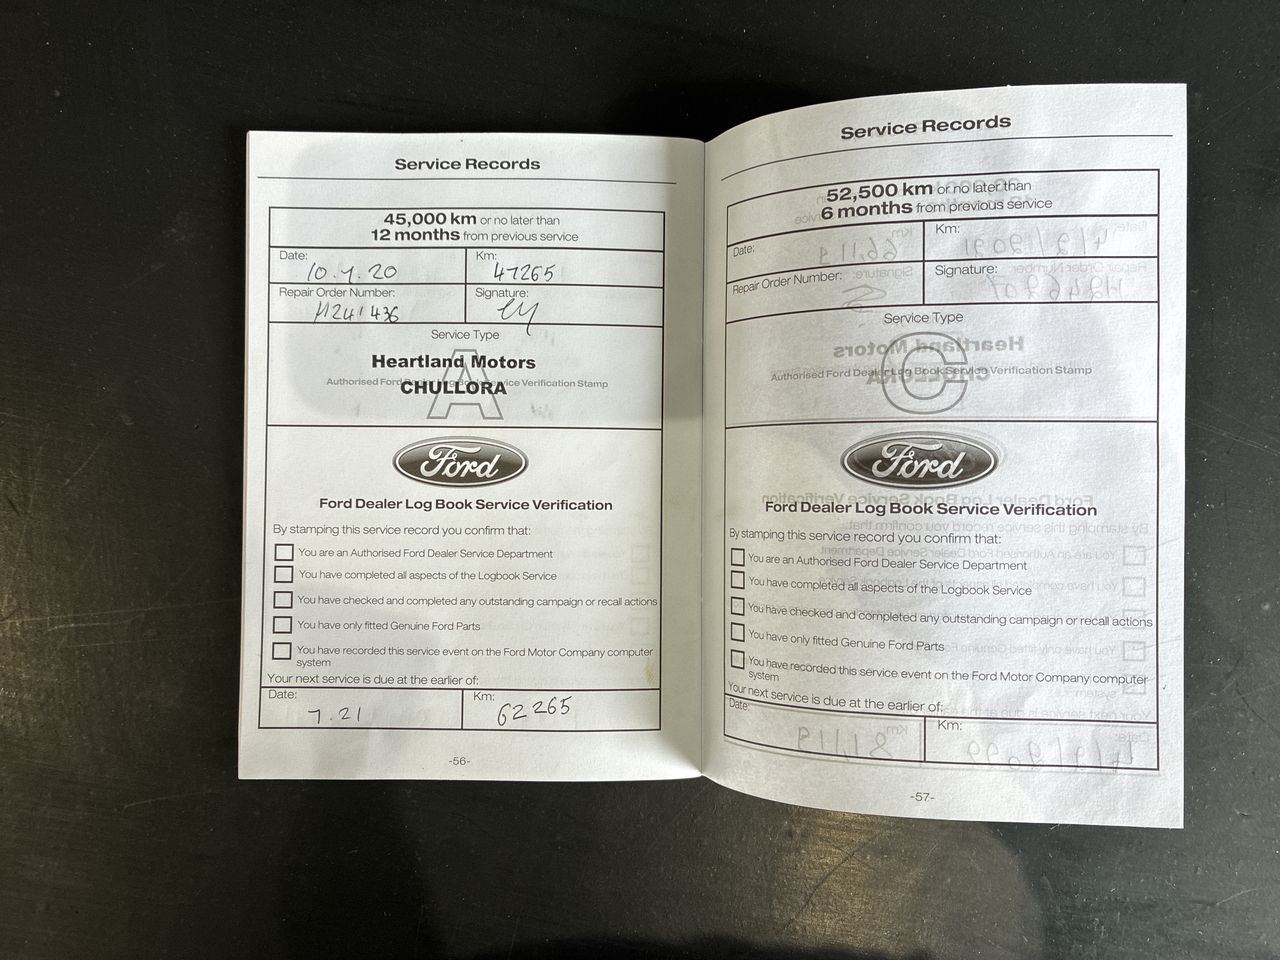 Service Records
45,000 km or no later than
12 months from previous service
Date:
10.7.20
Km:
47265
Repair Order Number:
H241436
Signature:
Service Type
A
Heartland Motors
Authorised Ford Dealer Log Book Service Verification Stamp
CHULLORA
Ford
Ford Dealer Log Book Service Verification
By stamping this service record you confirm that:
You are an Authorised Ford Dealer Service Department
You have completed all aspects of the Logbook Service
You have checked and completed any outstanding campaign or recall actions
You have only fitted Genuine Ford Parts
You have recorded this service event on the Ford Motor Company computer
system
Your next service is due at the earlier of:
Date:
7.21
Km:
62265
-56-
Service Records
52,500 km or no later than
6 months from previous service
Date:
Km:
Repair Order Number:
Signature:
Service Type
C
Authorised Ford Dealer Log Book Service Verification Stamp
Ford
Ford Dealer Log Book Service Verification
By stamping this service record you confirm that:
You are an Authorised Ford Dealer Service Department
You have completed all aspects of the Logbook Service
You have checked and completed any outstanding campaign or recall actions
You have only fitted Genuine Ford Parts
You have recorded this service event on the Ford Motor Company computer
system
Your next service is due at the earlier of:
Date:
Km:
-57-